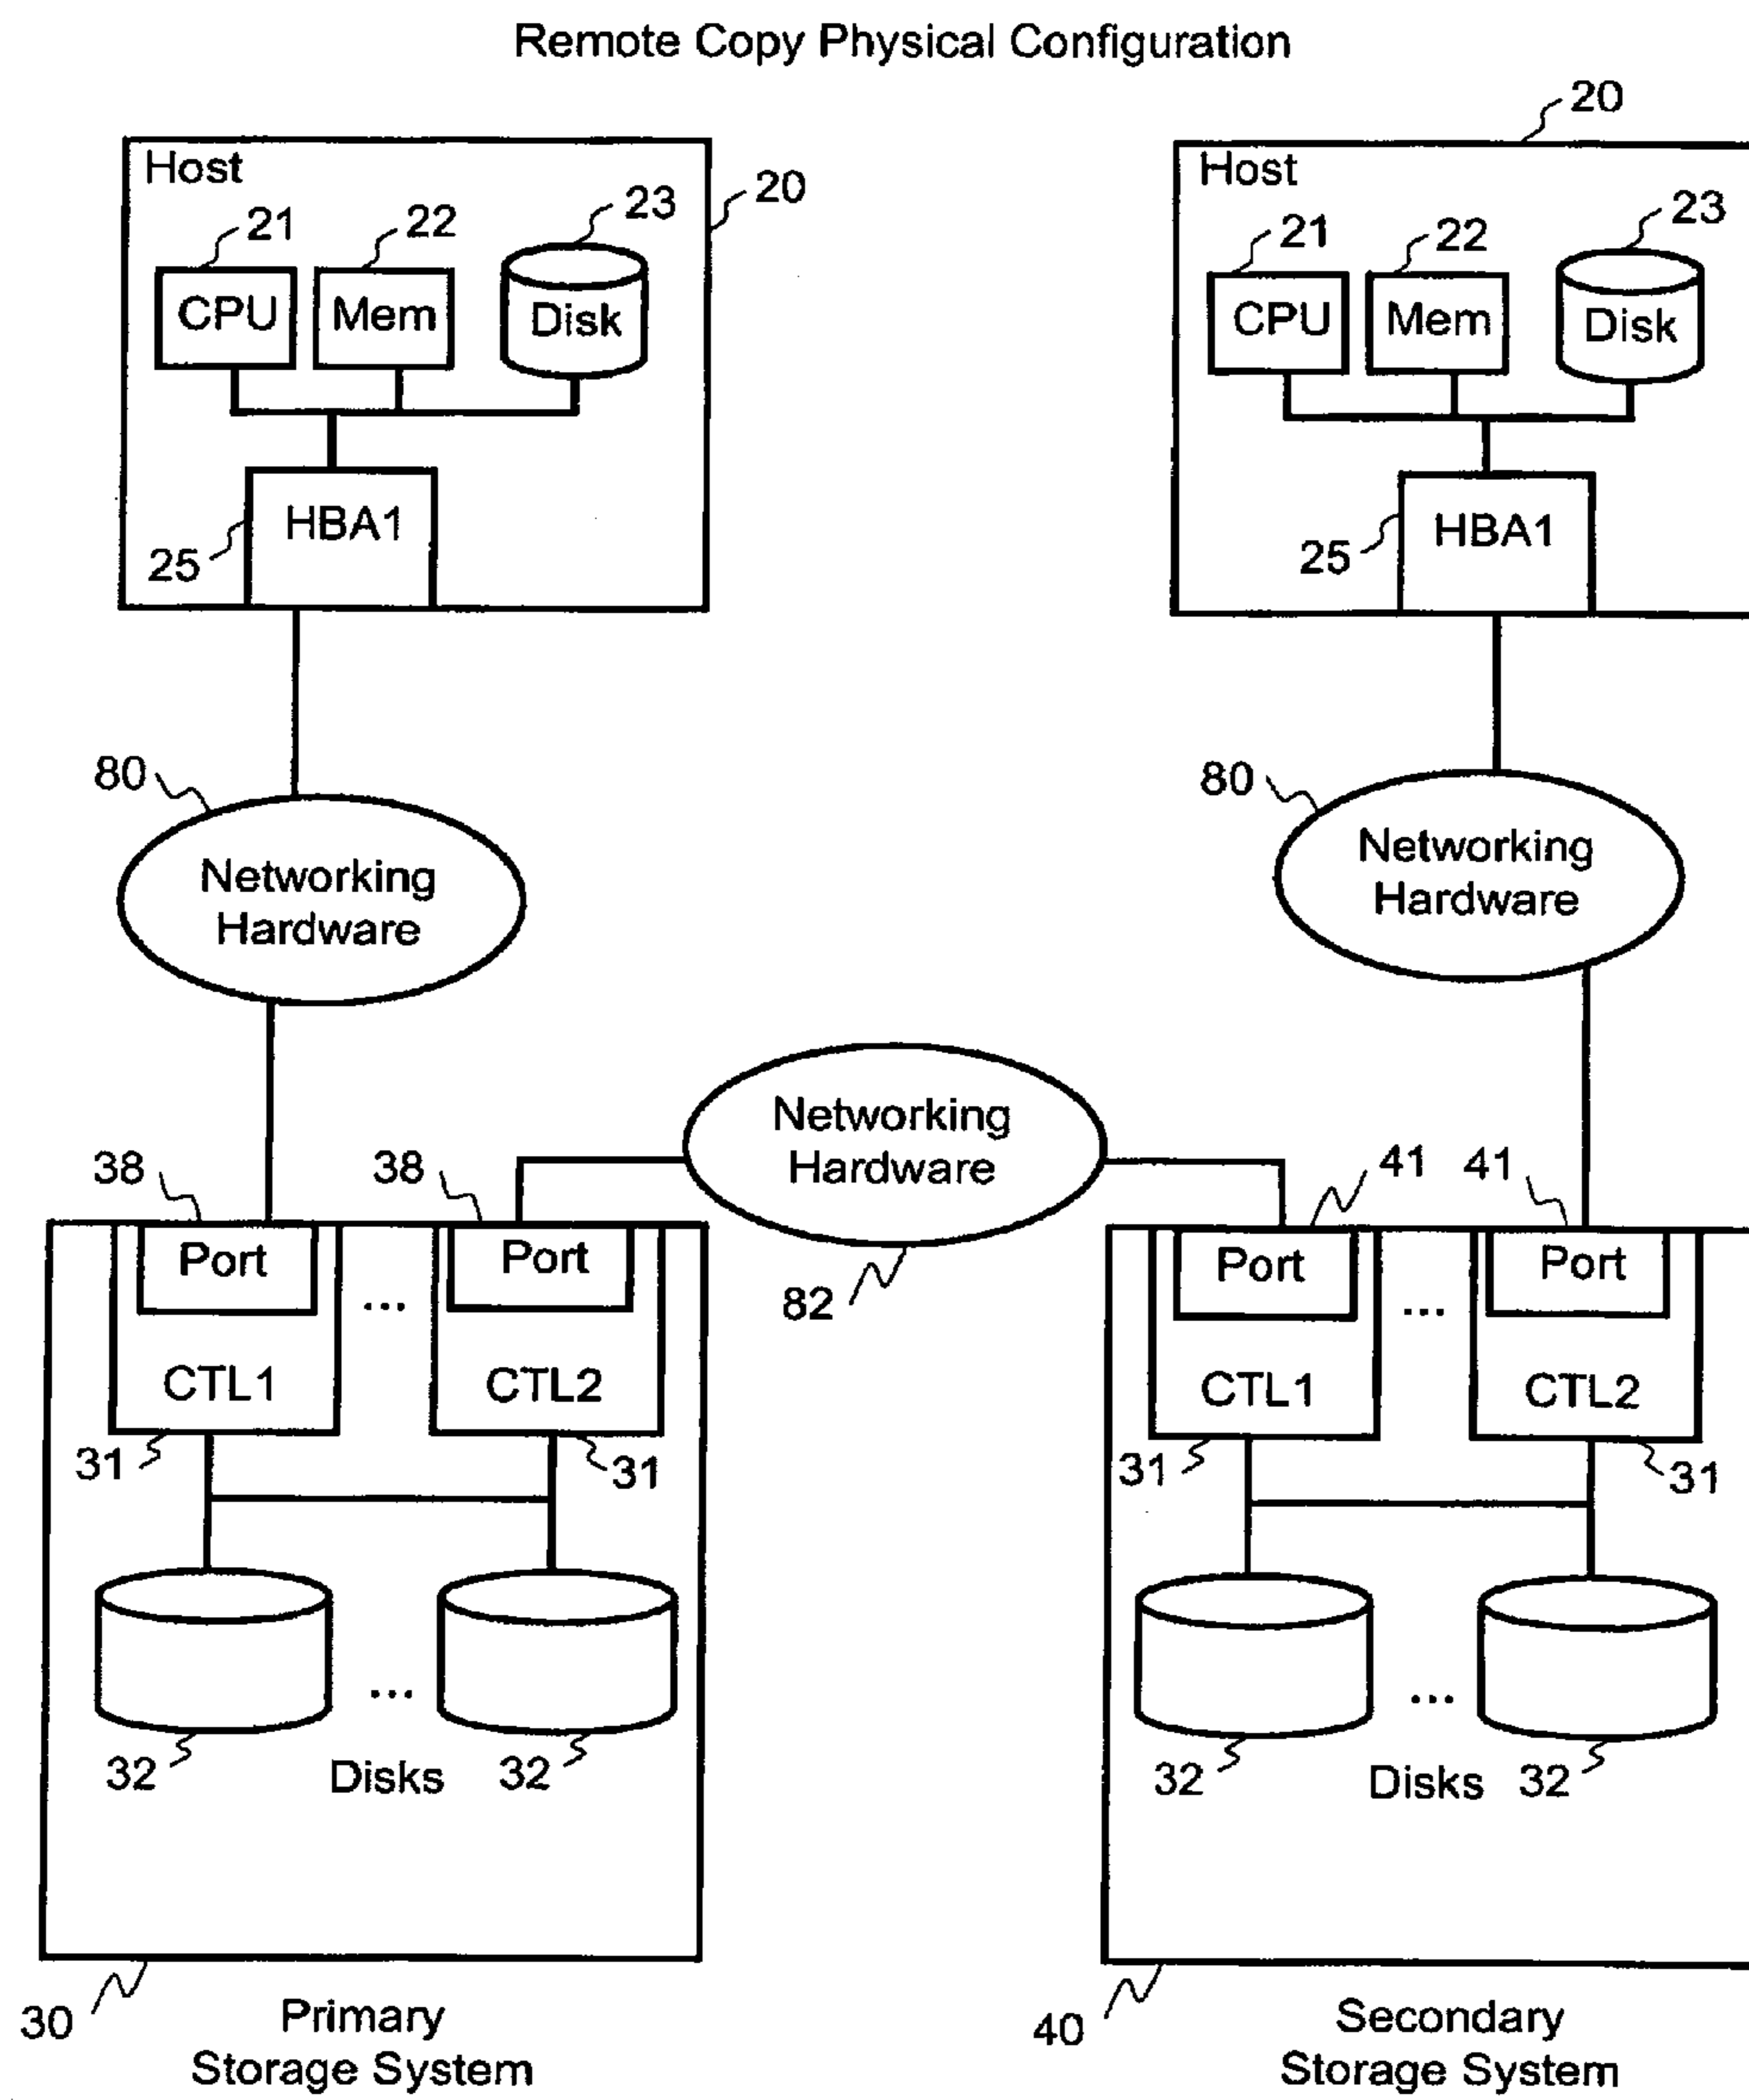 Remote Copy Physical Configuration
20
Host
20
21
22
23
CPU
Mem
Disk
HBA1
25
Host
21
22
23
CPU
Mem
Disk
HBA1
25
80
Networking
Hardware
80
Networking
Hardware
Networking
Hardware
82
38
38
Port
...
Port
CTL1
CTL2
31
31
...
32
Disks
32
30
Primary
Storage System
41
41
Port
...
Port
CTL1
CTL2
31
31
...
32
Disks
32
40
Secondary
Storage System